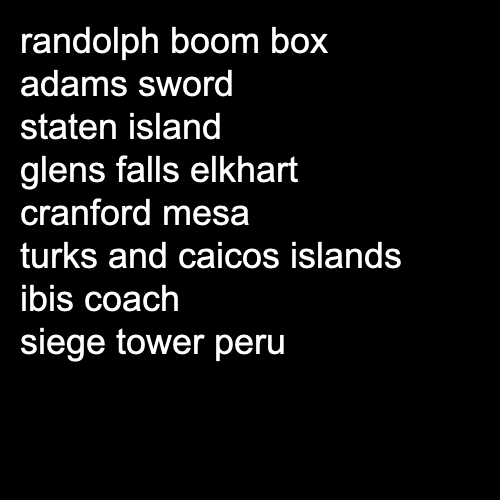 randolph boom box
adams sword
staten island
glens falls elkhart
cranford mesa
turks and caicos islands
ibis coach
siege tower peru